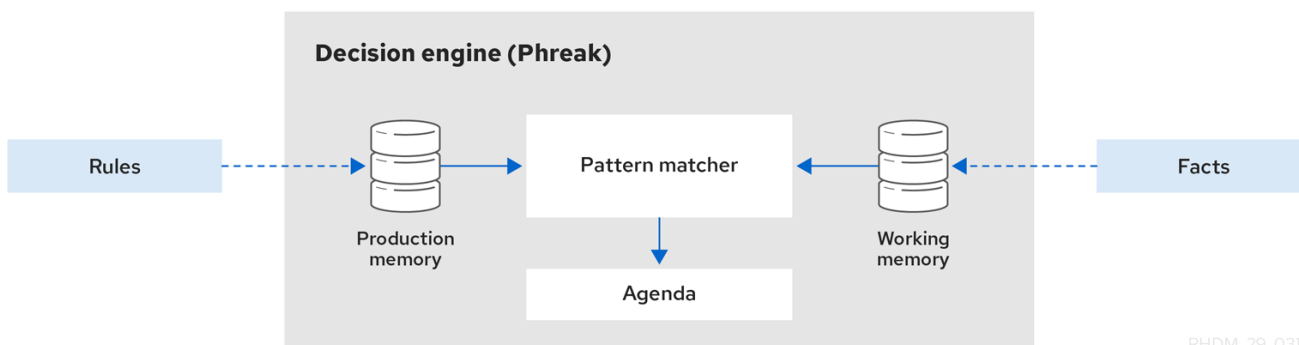 Decision engine (Phreak)
Rules
Pattern matcher
Facts
Production
memory
Working
memory
Agenda